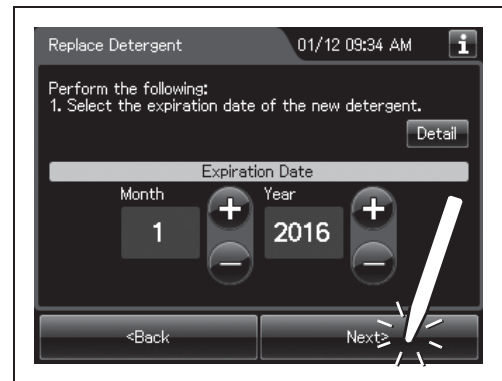 Replace Detergent 01/12 09:34 AM i
Perform the following:
1. Select the expiration date of the new detergent.
Detail
Expiration Date
Month Year
1 + 2016 +
− −
<Back Next>